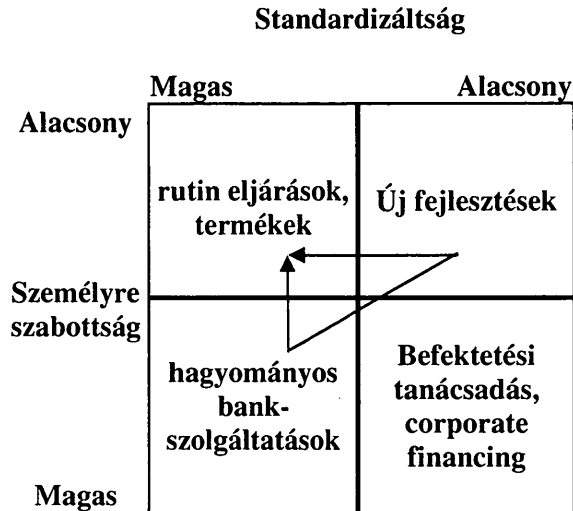 Standardizáltság
Magas
Alacsony
Alacsony
rutin eljárások,
termékek
Új fejlesztések
Személyre
szabottság
hagyományos
bank-
szolgáltatások
Befektetési
tanácsadás,
corporate
financing
Magas